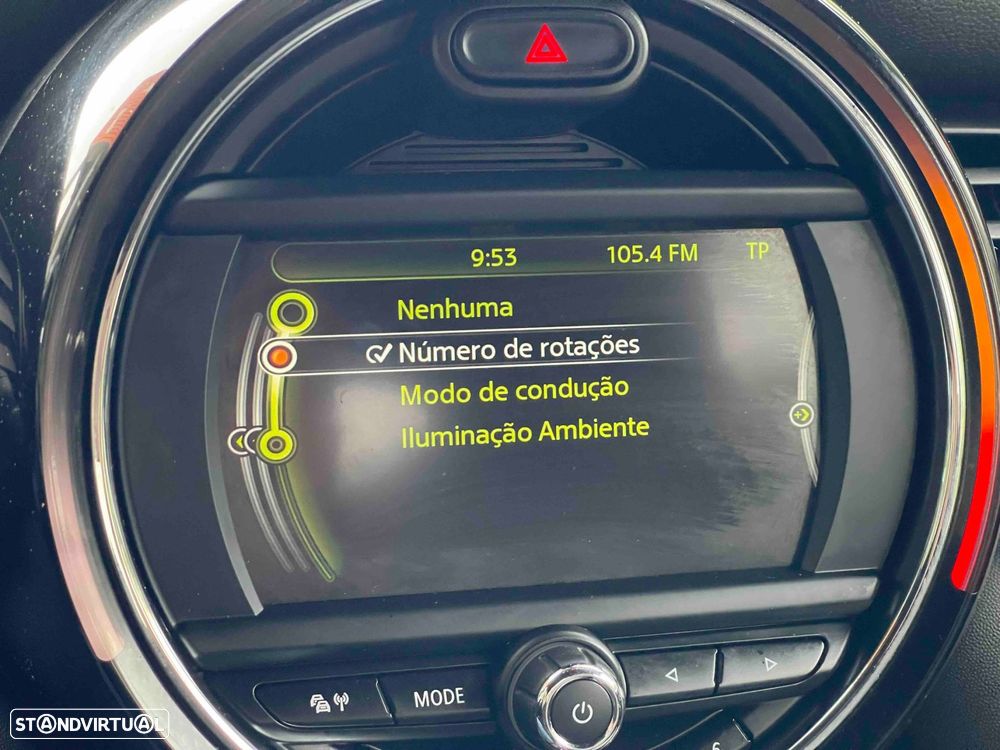 9:53 105.4 FM TP
Nenhuma
Número de rotações
Modo de condução
Iluminação Ambiente
MODE
STANDVIRTUAL